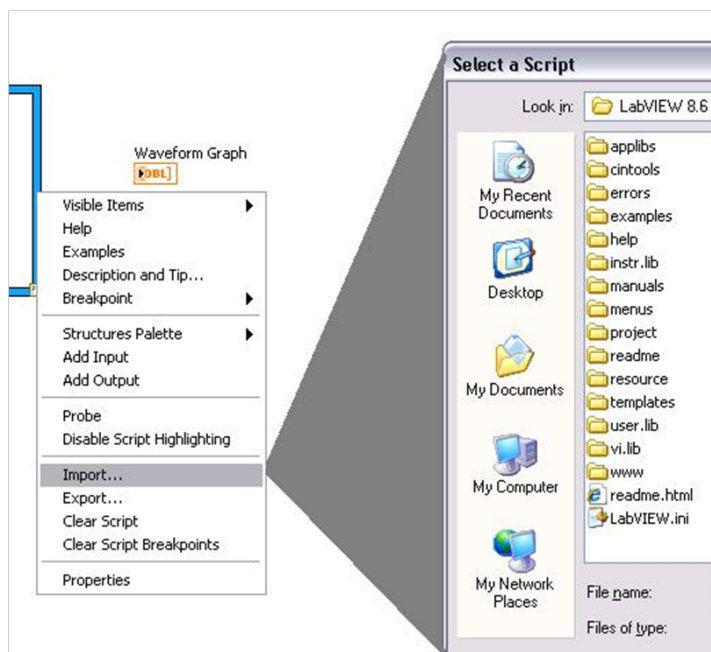 Waveform Graph
DBL
Visible Items
Help
Examples
Description and Tip...
Breakpoint
Structures Palette
Add Input
Add Output
Probe
Disable Script Highlighting
Import...
Export...
Clear Script
Clear Script Breakpoints
Properties
Select a Script
Look in:
LabVIEW 8.6
My Recent
Documents
Desktop
My Documents
My Computer
My Network
Places
applibs
cintools
errors
examples
help
instr.lib
manuals
menus
project
readme
resource
templates
user.lib
vi.lib
www
readme.html
LabVIEW.ini
File name:
Files of type: